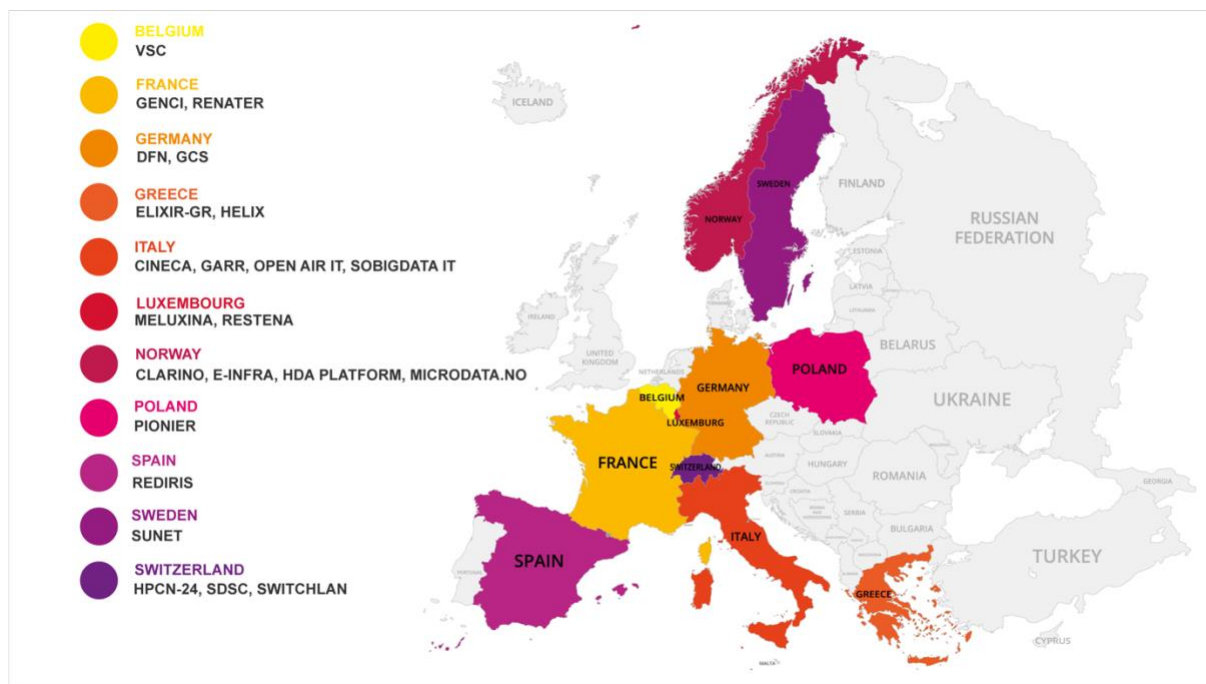 BELGIUM
VSC
FRANCE
GENCI, RENATER
GERMANY
DFN, GCS
GREECE
ELIXIR-GR, HELIX
ITALY
CINECA, GARR, OPEN AIR IT, SOBIGDATA IT
LUXEMBOURG
MELUXINA, RESTENA
NORWAY
CLARINO, E-INFRA, HDA PLATFORM, MICRODATA.NO
POLAND
PIONIER
SPAIN
REDIRIS
SWEDEN
SUNET
SWITZERLAND
HPCN-24, SDSC, SWITCHLAN
ICELAND
SWEDEN
FINLAND
NORWAY
RUSSIAN
FEDERATION
ESTONIA
LATVIA
LITHUANIA
IRELAND
UNITED
KINGDOM
NETHERLANDS
BELARUS
POLAND
GERMANY
BELGIUM
LUXEMBURG
CZECH
REPUBLIC
UKRAINE
SLOVAKIA
FRANCE
SWITZERLAND
AUSTRIA
HUNGARY
ROMANIA
CROATIA
SERBIA
BULGARIA
GEORGIA
ITALY
SPAIN
PORTUGAL
TURKEY
GREECE
MALTA
CYPRUS